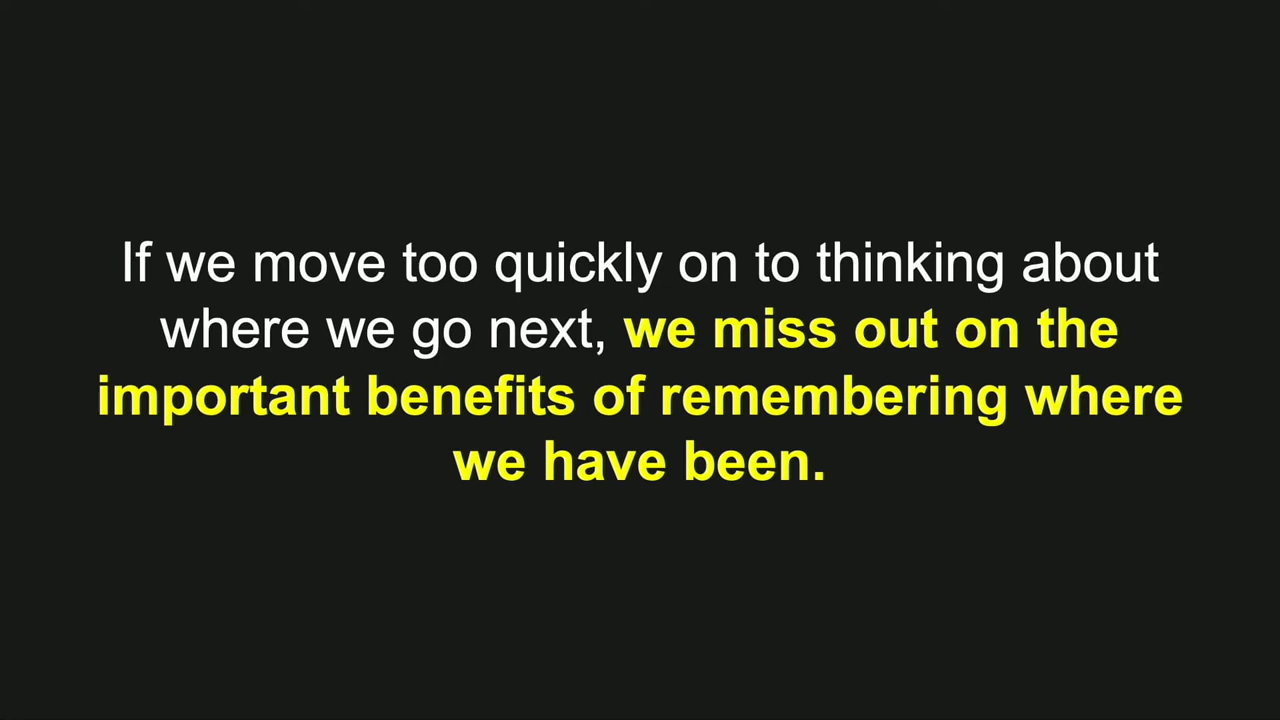 If we move too quickly on to thinking about
where we go next, we miss out on the
important benefits of remembering where
we have been.